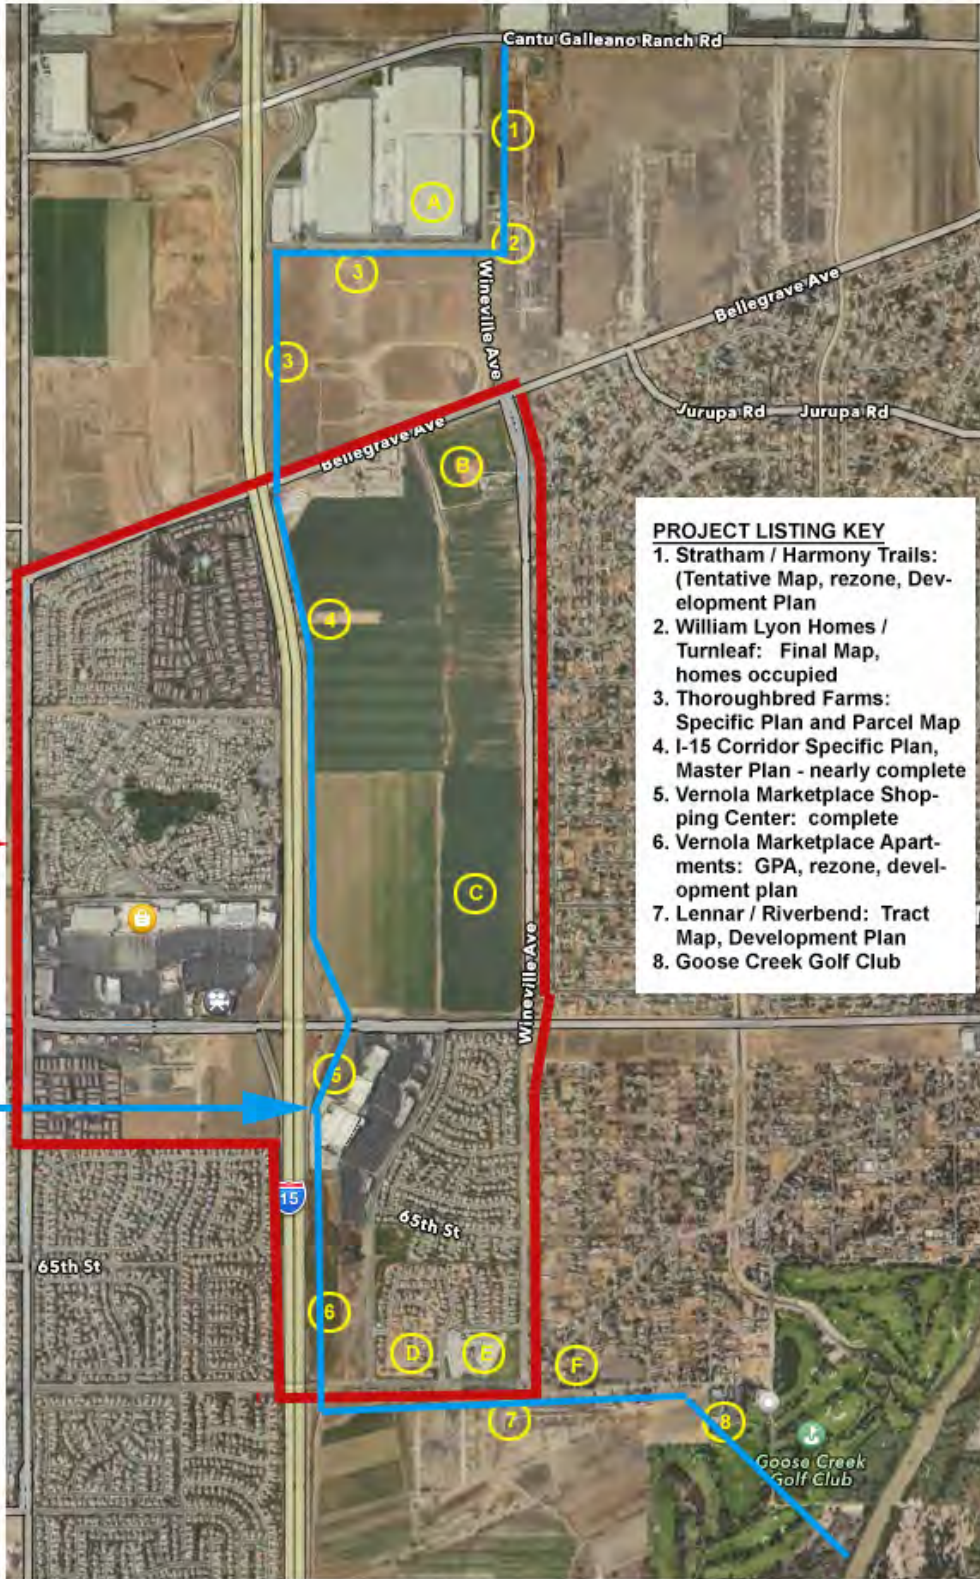 Cantu Galleano Ranch Rd
1
A
2
3
Wineville Ave
Bellegrave Ave
3
Jurupa Rd
Jurupa Rd
Bellegrave Ave
B
PROJECT LISTING KEY
1. Stratham / Harmony Trails:
(Tentative Map, rezone, Dev-
elopment Plan
2. William Lyon Homes /
Turnleaf: Final Map,
homes occupied
3. Thoroughbred Farms:
Specific Plan and Parcel Map
4. I-15 Corridor Specific Plan,
Master Plan - nearly complete
5. Vernola Marketplace Shop-
ping Center: complete
6. Vernola Marketplace Apart-
ments: GPA, rezone, devel-
opment plan
7. Lennar / Riverbend: Tract
Map, Development Plan
8. Goose Creek Golf Club
4
C
Wineville Ave
5
15
65th St
65th St
6
D
E
F
7
8
Goose Creek
Golf Club